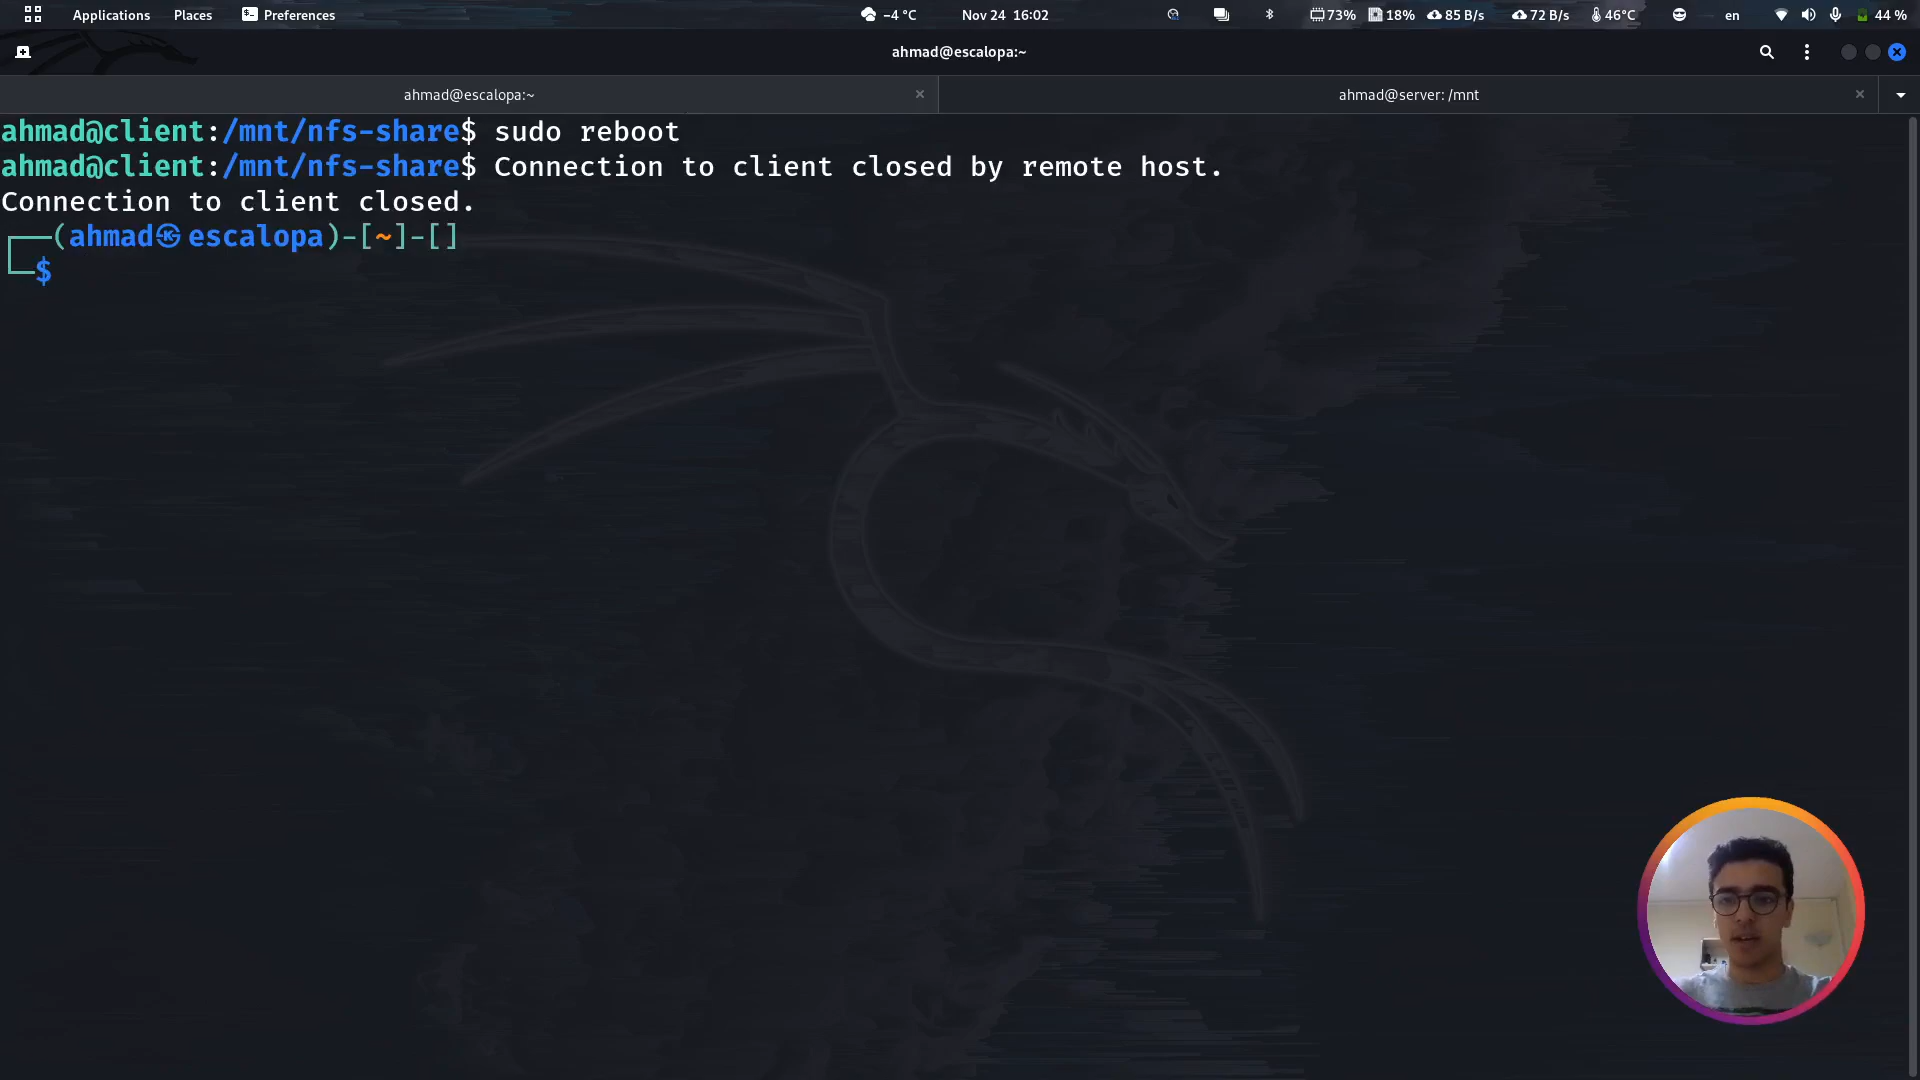 Applications Places Preferences −4 °C Nov 24 16:02 73% 18% 85 B/s 72 B/s 46°C en 44 %
ahmad@escalopa:~
ahmad@escalopa:~ ahmad@server: /mnt
ahmad@client:/mnt/nfs-share$ sudo reboot
ahmad@client:/mnt/nfs-share$ Connection to client closed by remote host.
Connection to client closed.
┌──(ahmad㉿escalopa)-[~]-[]
└─$